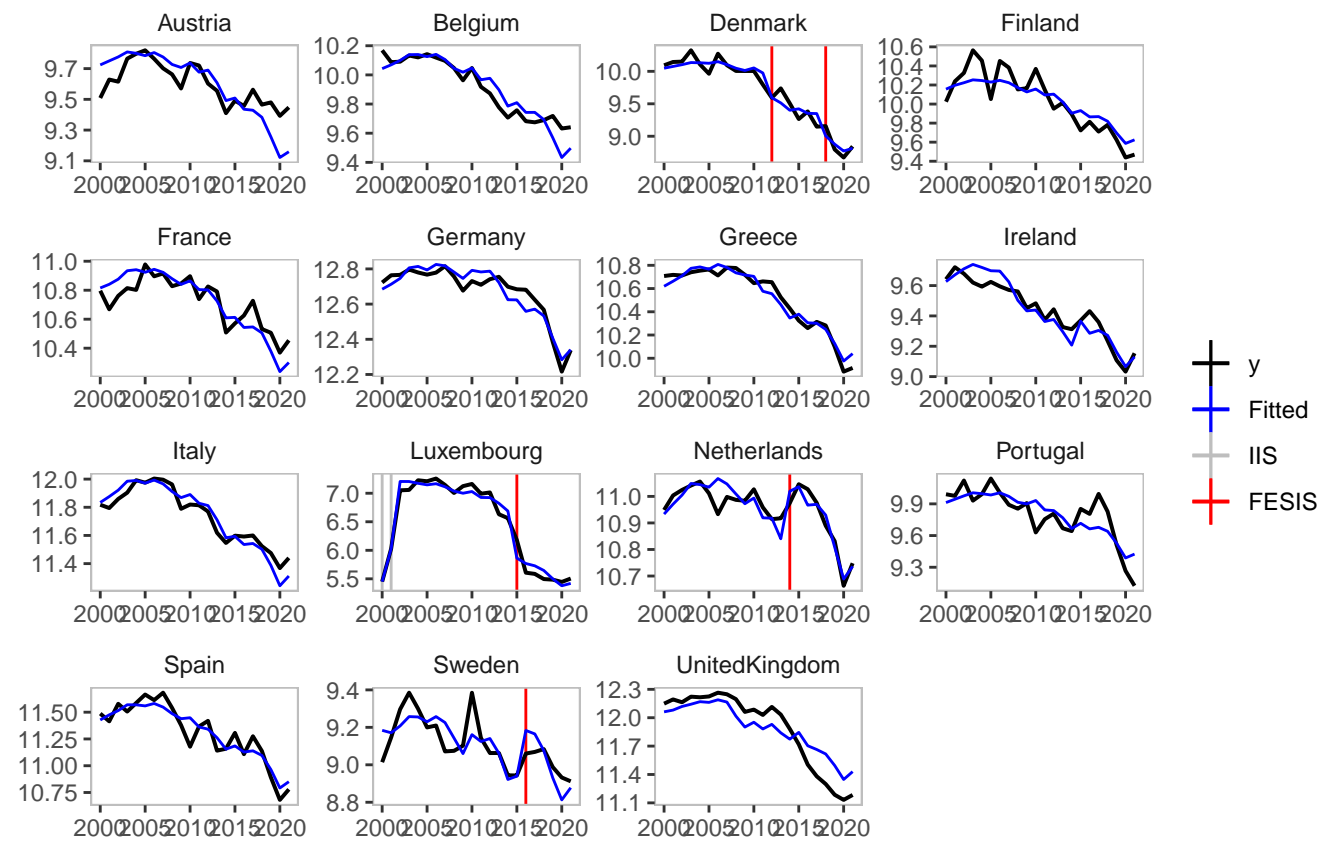 Austria Belgium Denmark Finland
9.7 9.5 9.3 9.1
10.2 10.0 9.8 9.6 9.4
10.0 9.5 9.0
10.6 10.4 10.2 10.0 9.8 9.6 9.4
2000 2005 2010 2015 2020 2000 2005 2010 2015 2020 2000 2005 2010 2015 2020 2000 2005 2010 2015 2020
France Germany Greece Ireland
11.0 10.8 10.6 10.4
12.8 12.6 12.4 12.2
10.8 10.6 10.4 10.2 10.0
9.6 9.4 9.2 9.0
2000 2005 2010 2015 2020 2000 2005 2010 2015 2020 2000 2005 2010 2015 2020 2000 2005 2010 2015 2020
y
Fitted
IIS
FESIS
Italy Luxembourg Netherlands Portugal
12.0 11.8 11.6 11.4
7.0 6.5 6.0 5.5
11.0 10.9 10.8 10.7
9.9 9.6 9.3
2000 2005 2010 2015 2020 2000 2005 2010 2015 2020 2000 2005 2010 2015 2020 2000 2005 2010 2015 2020
Spain Sweden UnitedKingdom
11.50 11.25 11.00 10.75
9.4 9.2 9.0 8.8
12.3 12.0 11.7 11.4 11.1
2000 2005 2010 2015 2020 2000 2005 2010 2015 2020 2000 2005 2010 2015 2020